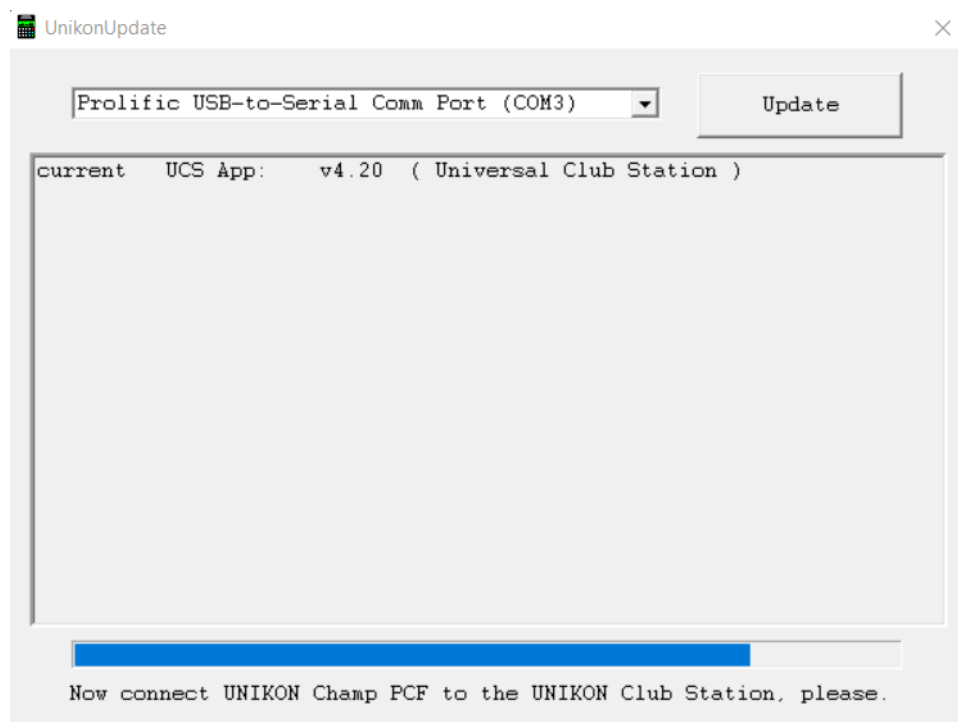 UnikonUpdate
Prolific USB-to-Serial Comm Port (COM3)
Update
current UCS App: v4.20 ( Universal Club Station )
Now connect UNIKON Champ PCF to the UNIKON Club Station, please.